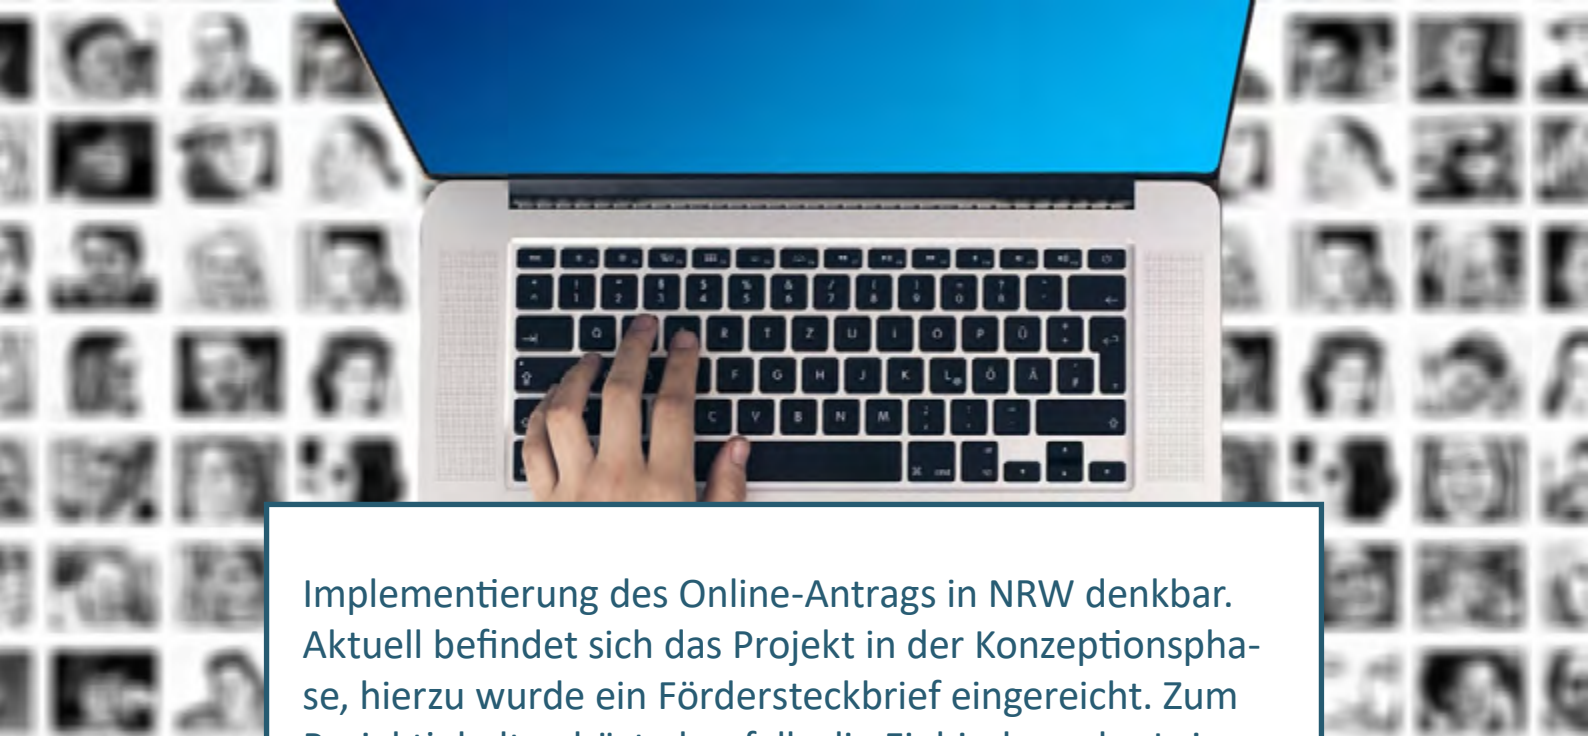 Q R T Z U I O P Ü
F G H J K L Ö Ä
C V B N M
Implementierung des Online-Antrags in NRW denkbar.
Aktuell befindet sich das Projekt in der Konzeptionspha-
se, hierzu wurde ein Fördersteckbrief eingereicht. Zum